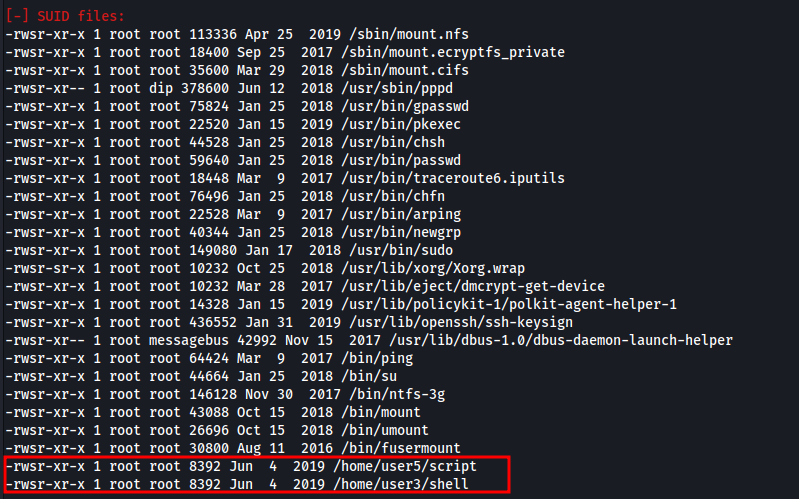 [-] SUID files:
-rwsr-xr-x 1 root root 113336 Apr 25  2019 /sbin/mount.nfs
-rwsr-xr-x 1 root root 18400 Sep 25  2017 /sbin/mount.ecryptfs_private
-rwsr-xr-x 1 root root 35600 Mar 29  2018 /sbin/mount.cifs
-rwsr-xr-- 1 root dip 378600 Jun 12  2018 /usr/sbin/pppd
-rwsr-xr-x 1 root root 75824 Jan 25  2018 /usr/bin/gpasswd
-rwsr-xr-x 1 root root 22520 Jan 15  2019 /usr/bin/pkexec
-rwsr-xr-x 1 root root 44528 Jan 25  2018 /usr/bin/chsh
-rwsr-xr-x 1 root root 59640 Jan 25  2018 /usr/bin/passwd
-rwsr-xr-x 1 root root 18448 Mar  9  2017 /usr/bin/traceroute6.iputils
-rwsr-xr-x 1 root root 76496 Jan 25  2018 /usr/bin/chfn
-rwsr-xr-x 1 root root 22528 Mar  9  2017 /usr/bin/arping
-rwsr-xr-x 1 root root 40344 Jan 25  2018 /usr/bin/newgrp
-rwsr-xr-x 1 root root 149080 Jan 17  2018 /usr/bin/sudo
-rwsr-sr-x 1 root root 10232 Oct 25  2018 /usr/lib/xorg/Xorg.wrap
-rwsr-xr-x 1 root root 10232 Mar 28  2017 /usr/lib/eject/dmcrypt-get-device
-rwsr-xr-x 1 root root 14328 Jan 15  2019 /usr/lib/policykit-1/polkit-agent-helper-1
-rwsr-xr-x 1 root root 436552 Jan 31  2019 /usr/lib/openssh/ssh-keysign
-rwsr-xr-- 1 root messagebus 42992 Nov 15  2017 /usr/lib/dbus-1.0/dbus-daemon-launch-helper
-rwsr-xr-x 1 root root 64424 Mar  9  2017 /bin/ping
-rwsr-xr-x 1 root root 44664 Jan 25  2018 /bin/su
-rwsr-xr-x 1 root root 146128 Nov 30  2017 /bin/ntfs-3g
-rwsr-xr-x 1 root root 43088 Oct 15  2018 /bin/mount
-rwsr-xr-x 1 root root 26696 Oct 15  2018 /bin/umount
-rwsr-xr-x 1 root root 30800 Aug 11  2016 /bin/fusermount
-rwsr-xr-x 1 root root 8392 Jun  4  2019 /home/user5/script
-rwsr-xr-x 1 root root 8392 Jun  4  2019 /home/user3/shell